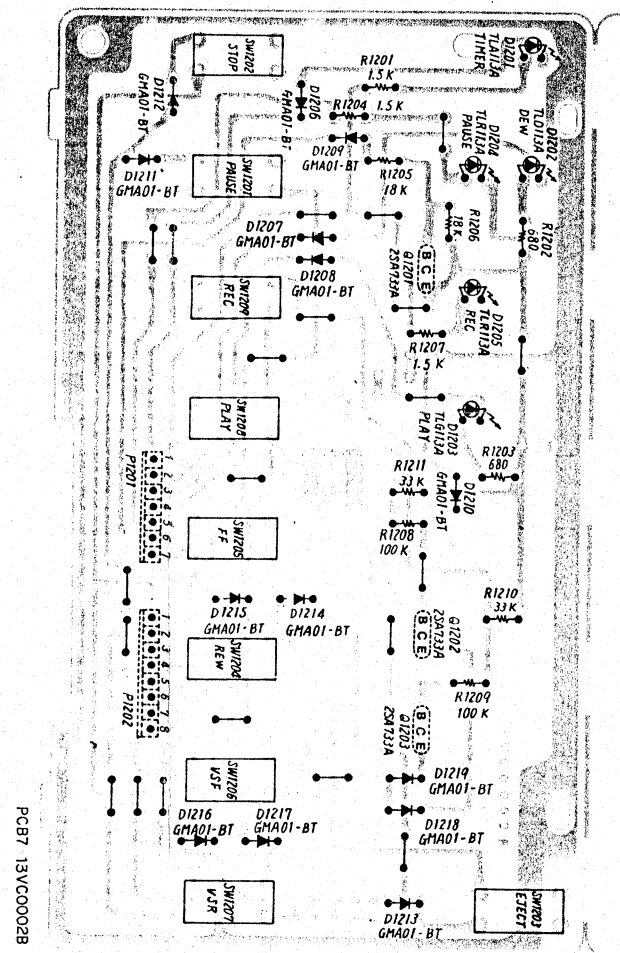 SW1202
STOP
R1201
1.5 K
D1201
TLA113A
TIMER
D1212
GMA01-BT
D1206
GMA01-BT
R1204 1.5 K
D1202
TLO113A
DEW
D1204
TLR113A
PAUSE
D1209
GMA01-BT
D1211
GMA01-BT
SW1201
PAUSE
R1205
18 K
D1207
GMA01-BT
R1206
18 K
R1202
680
Q1201
2SA733A
B C E
D1208
GMA01-BT
SW1209
REC
D1205
TLR113A
REC
R1207
1.5 K
SW1208
PLAY
D1203
TLG113A
PLAY
R1203
680
P1201
1 2 3 4 5 6 7
R1211
33 K
D1210
GMA01-BT
SW1205
FF
R1208
100 K
D1215
GMA01-BT
D1214
GMA01-BT
R1210
33 K
Q1202
2SA733A
B C E
P1202
1 2 3 4 5 6 7 8
SW1204
REW
R1209
100 K
Q1203
2SA733A
B C E
SW1206
VSF
D1219
GMA01-BT
D1216
GMA01-BT
D1217
GMA01-BT
D1218
GMA01-BT
SW1207
VSR
D1213
GMA01-BT
SW1203
EJECT
PCB7 13VC0002B